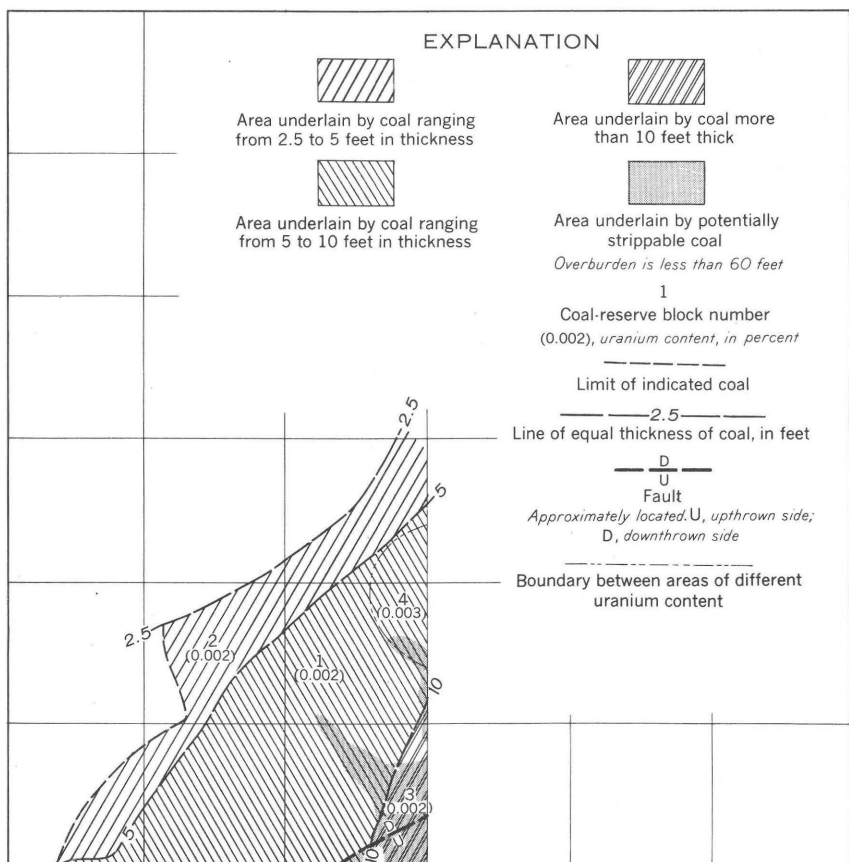 EXPLANATION
Area underlain by coal ranging
from 2.5 to 5 feet in thickness
Area underlain by coal more
than 10 feet thick
Area underlain by coal ranging
from 5 to 10 feet in thickness
Area underlain by potentially
strippable coal
Overburden is less than 60 feet
1
Coal-reserve block number
(0.002), uranium content, in percent
Limit of indicated coal
2.5
Line of equal thickness of coal, in feet
D
U
Fault
Approximately located. U, upthrown side;
D, downthrown side
Boundary between areas of different
uranium content
2.5
5
4
(0.003)
2.5
2
(0.002)
1
(0.002)
10
3
(0.002)
5
D
U
10